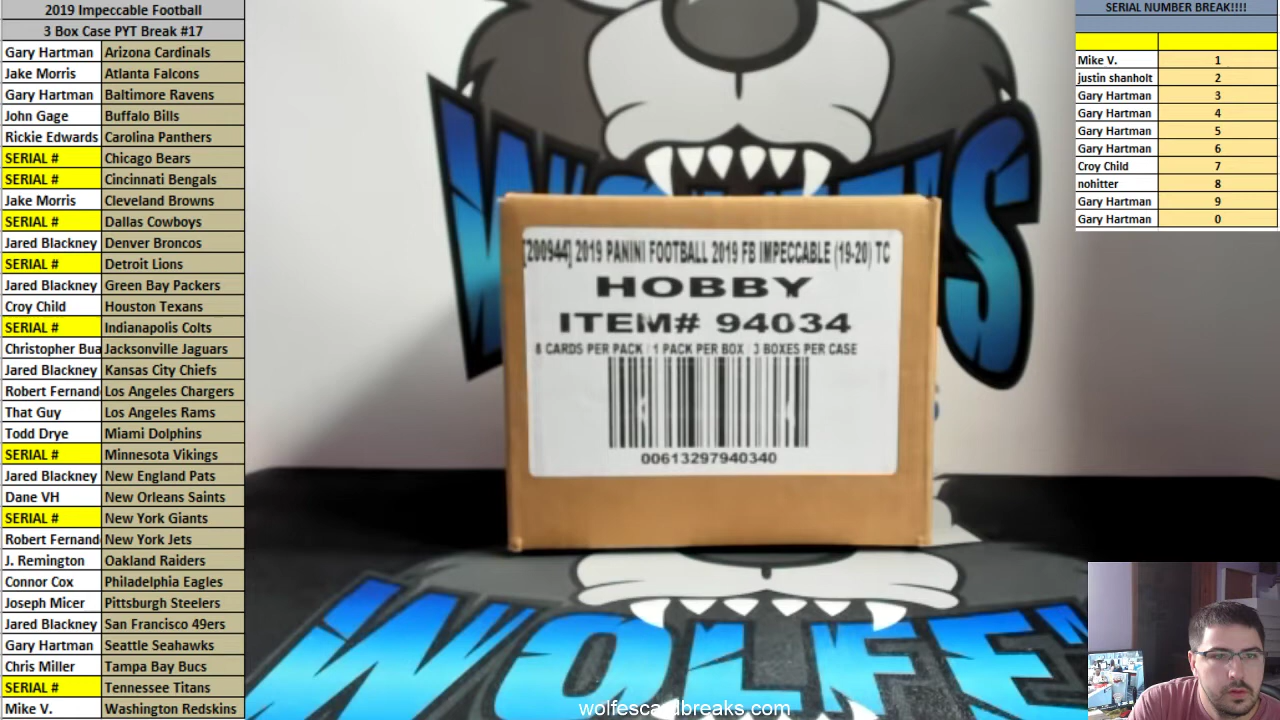 2019 Impeccable Football
3 Box Case PYT Break #17
Gary Hartman Arizona Cardinals
Jake Morris Atlanta Falcons
Gary Hartman Baltimore Ravens
John Gage Buffalo Bills
Rickie Edwards Carolina Panthers
SERIAL # Chicago Bears
SERIAL # Cincinnati Bengals
Jake Morris Cleveland Browns
SERIAL # Dallas Cowboys
Jared Blackney Denver Broncos
SERIAL # Detroit Lions
Jared Blackney Green Bay Packers
Croy Child Houston Texans
SERIAL # Indianapolis Colts
Christopher Bua Jacksonville Jaguars
Jared Blackney Kansas City Chiefs
Robert Fernand Los Angeles Chargers
That Guy Los Angeles Rams
Todd Drye Miami Dolphins
SERIAL # Minnesota Vikings
Jared Blackney New England Pats
Dane VH New Orleans Saints
SERIAL # New York Giants
Robert Fernand New York Jets
J. Remington Oakland Raiders
Connor Cox Philadelphia Eagles
Joseph Micer Pittsburgh Steelers
Jared Blackney San Francisco 49ers
Gary Hartman Seattle Seahawks
Chris Miller Tampa Bay Bucs
SERIAL # Tennessee Titans
Mike V. Washington Redskins
[200944] 2019 PANINI FOOTBALL 2019 FB IMPECCABLE (19-20) TC
HOBBY
ITEM# 94034
8 CARDS PER PACK 1 PACK PER BOX 3 BOXES PER CASE
00613297940340
WOLFE'
wolfescardbreaks.com
SERIAL NUMBER BREAK!!!!
Mike V. 1
justin shanholt 2
Gary Hartman 3
Gary Hartman 4
Gary Hartman 5
Gary Hartman 6
Croy Child 7
nohitter 8
Gary Hartman 9
Gary Hartman 0